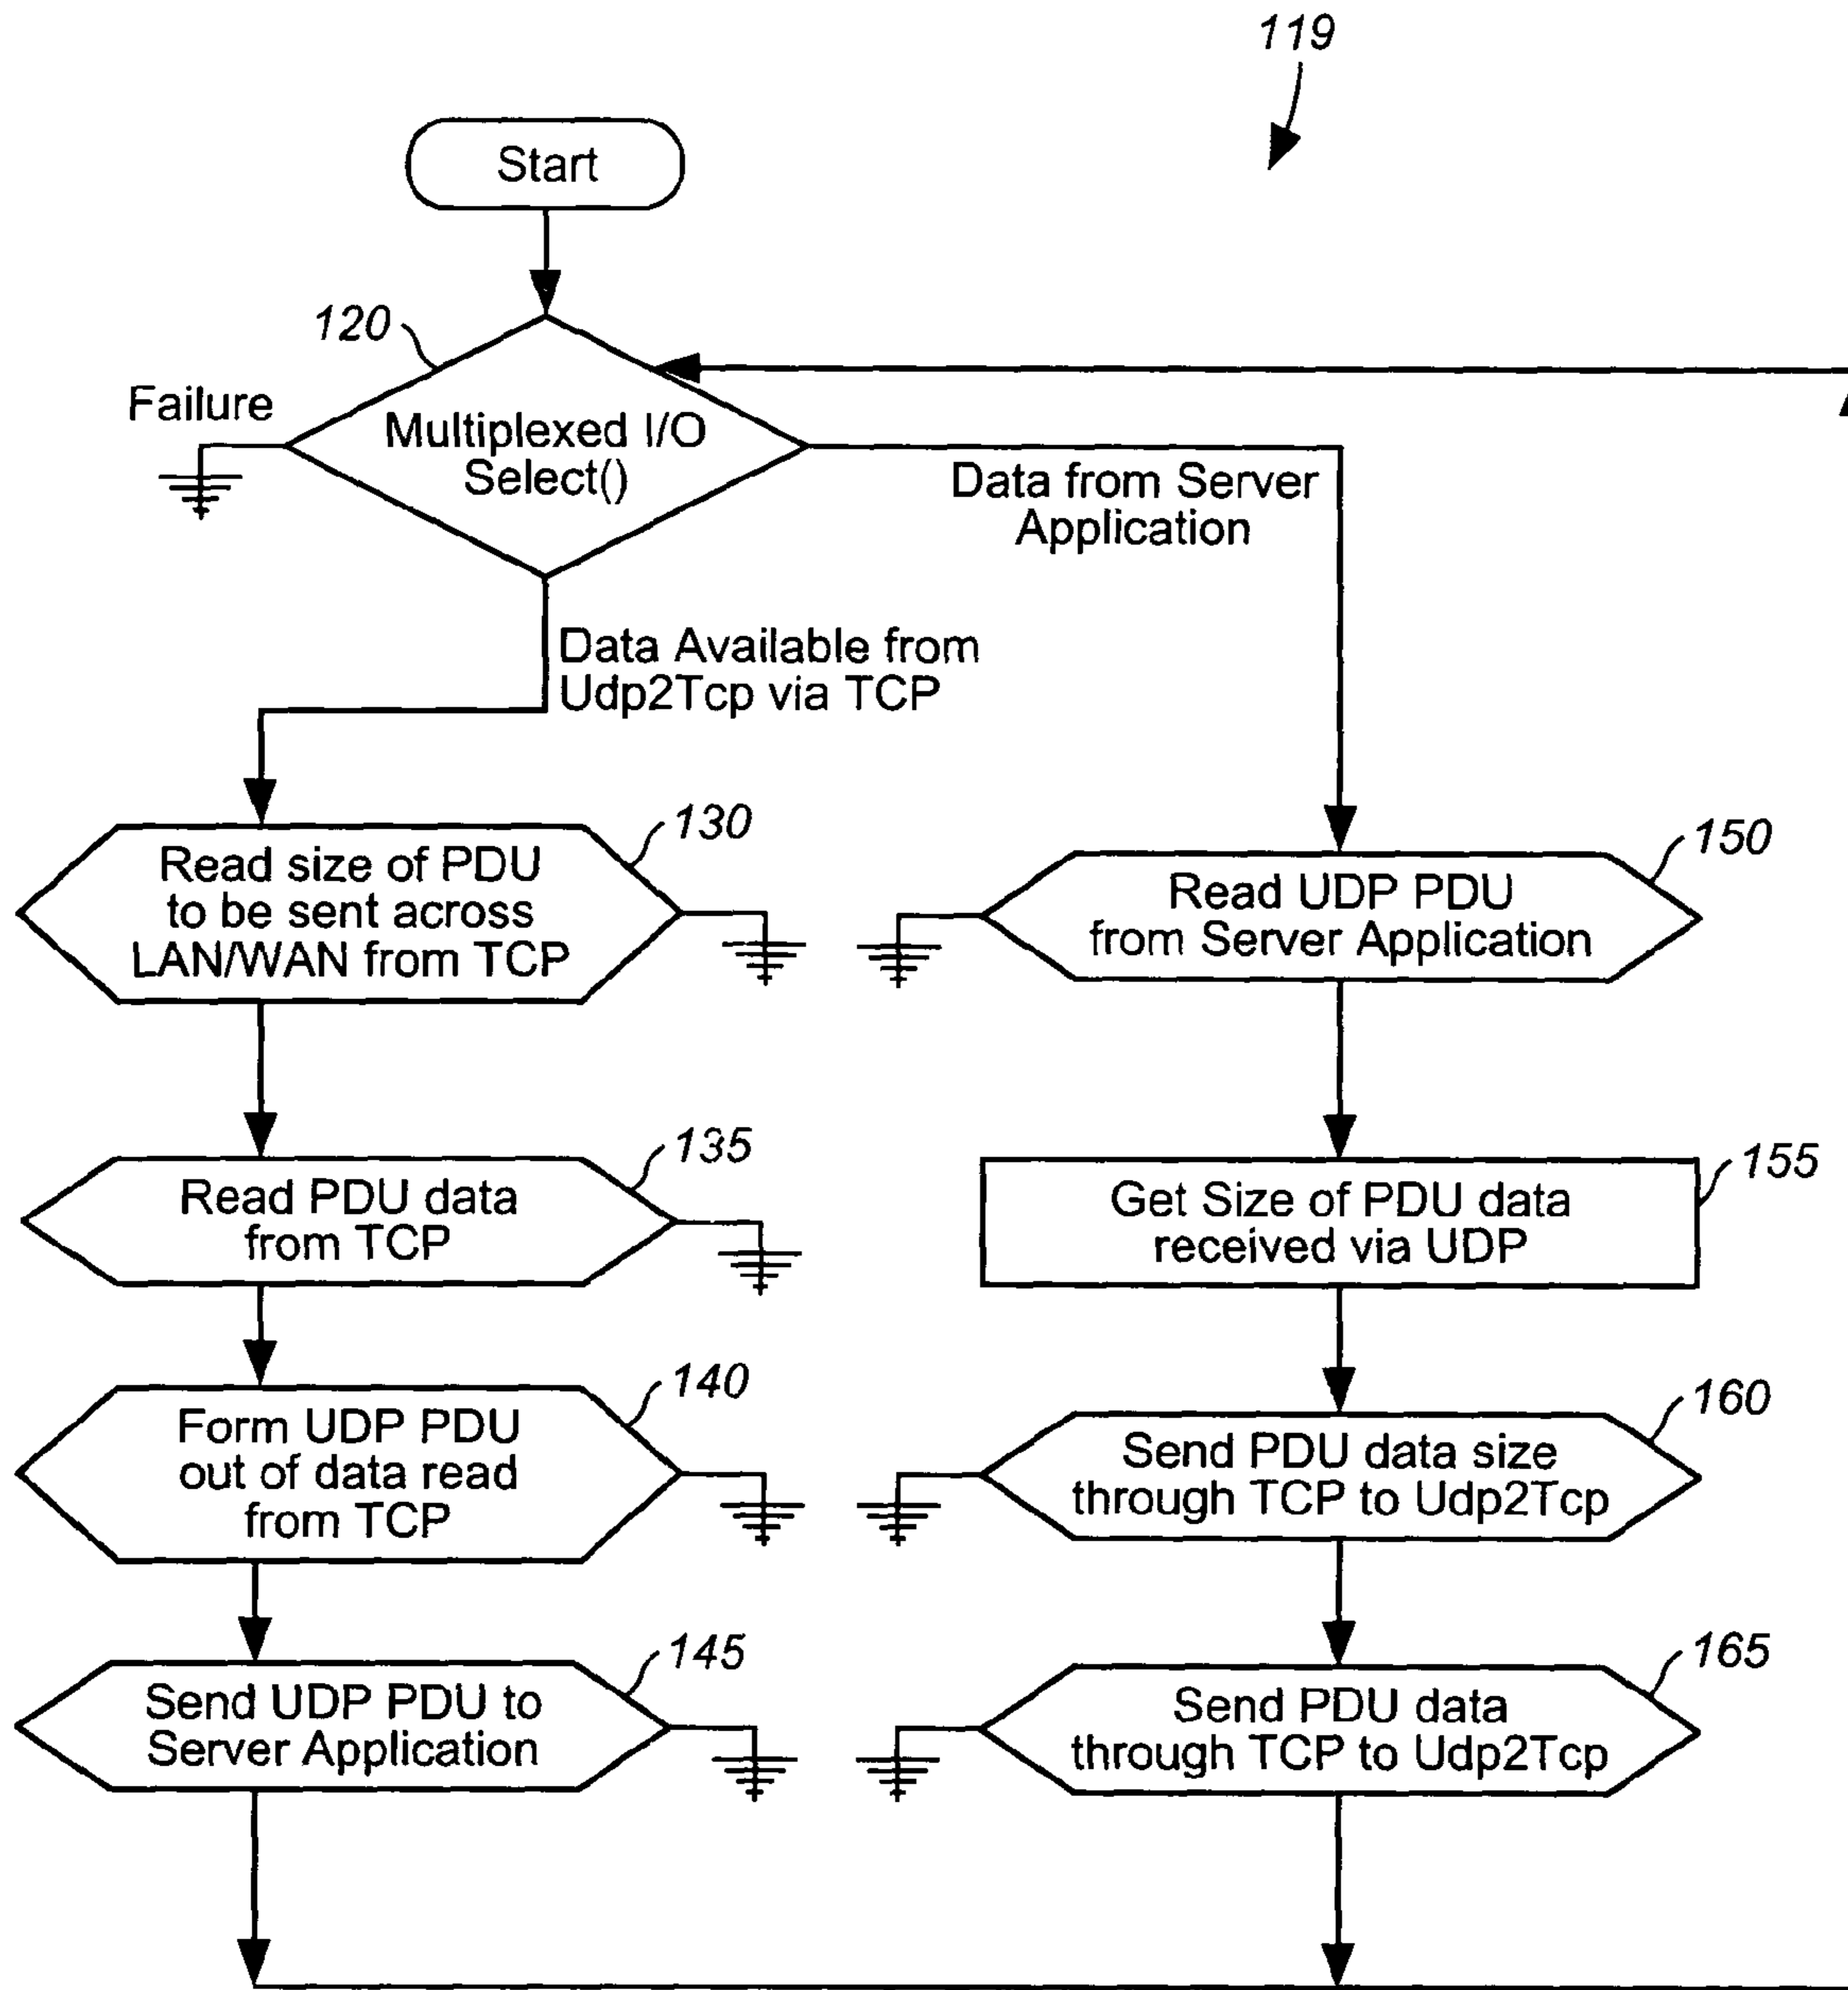 119
Start
120
Failure
Multiplexed I/O
Select()
Data from Server
Application
Data Available from
Udp2Tcp via TCP
130
Read size of PDU
to be sent across
LAN/WAN from TCP
150
Read UDP PDU
from Server Application
135
Read PDU data
from TCP
155
Get Size of PDU data
received via UDP
140
Form UDP PDU
out of data read
from TCP
160
Send PDU data size
through TCP to Udp2Tcp
145
Send UDP PDU to
Server Application
165
Send PDU data
through TCP to Udp2Tcp